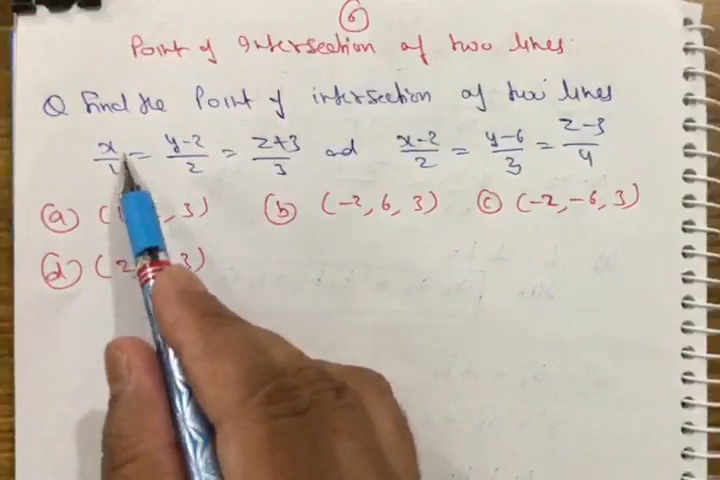 6
Point of Intersection of two lines
Q Find the Point of intersection of two lines
x/1 = y-2/2 = z+3/3 and x-2/2 = y-6/3 = z-3/4
(a) ( , 3) (b) (-2, 6, 3) (c) (-2, -6, 3)
(d) (2, 3)